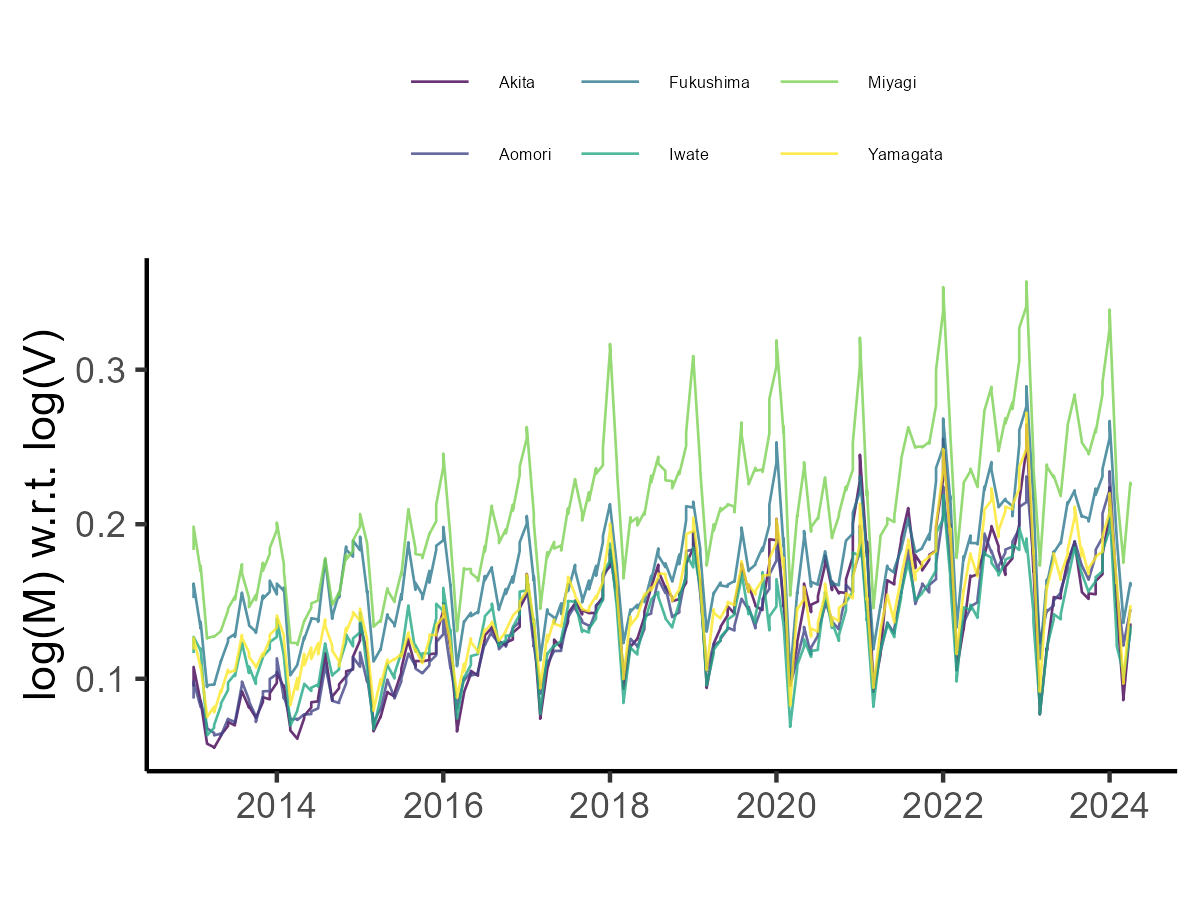 Akita Fukushima Miyagi
Aomori Iwate Yamagata
log(M) w.r.t. log(V)
0.3
0.2
0.1
2014 2016 2018 2020 2022 2024